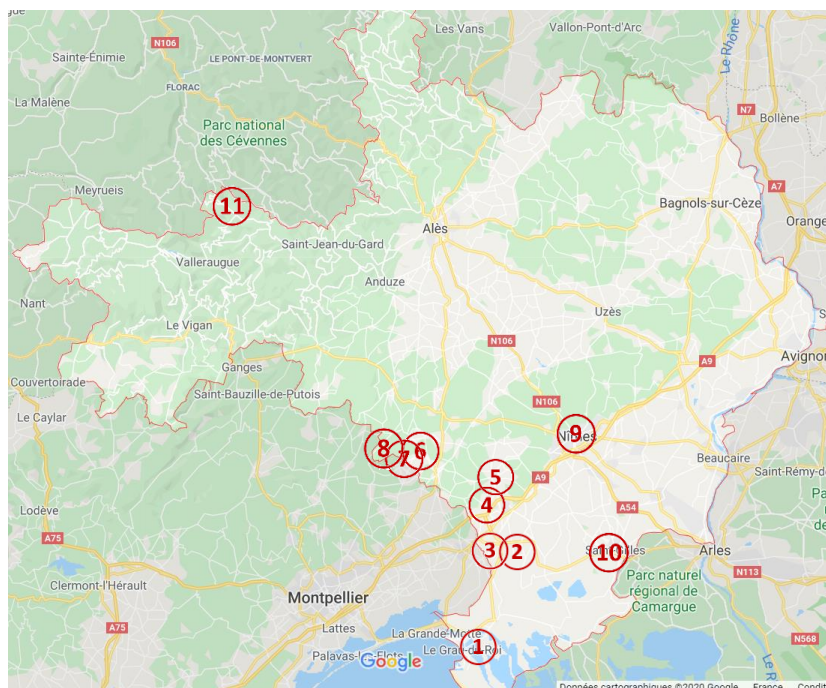 Sainte-Énimie
N106
Les Vans
Vallon-Pont-d'Arc
Le Rhône
LE PONT-DE-MONTVERT
FLORAC
La Malène
N7
Bollène
Parc national
des Cévennes
Meyrueis
A7
11
Bagnols-sur-Cèze
Orange
Alès
Saint-Jean-du-Gard
Valleraugue
Anduze
Nant
Uzès
Le Vigan
N106
Avignon
A9
Ganges
Couvertoirade
Saint-Bauzille-de-Putois
N106
Le Caylar
9
Nîmes
8
7
6
Beaucaire
5
A9
Saint-Rémy-de
4
A54
Lodève
A75
3
2
10
Saint-Gilles
Arles
Parc naturel
régional de
Camargue
N113
Clermont-l'Hérault
Montpellier
A75
Lattes
La Grande-Motte
1
Le Grau-du-Roi
N568
Palavas-les-Flots
Google
Données cartographiques ©2020 Google
France
Condit